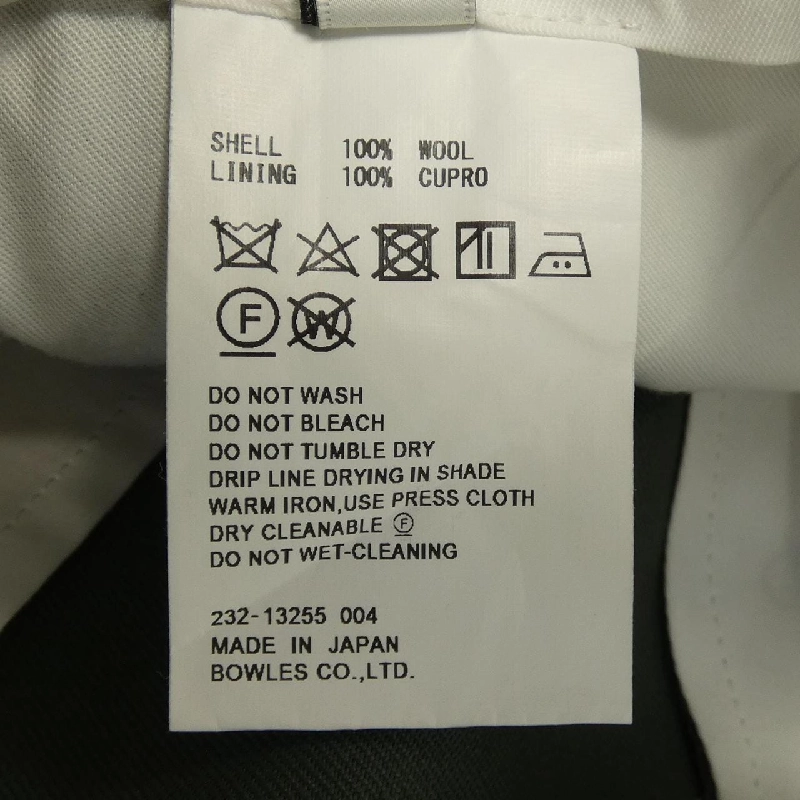 SHELL 100% WOOL
LINING 100% CUPRO
F W
DO NOT WASH
DO NOT BLEACH
DO NOT TUMBLE DRY
DRIP LINE DRYING IN SHADE
WARM IRON,USE PRESS CLOTH
DRY CLEANABLE Ⓕ
DO NOT WET-CLEANING
232-13255 004
MADE IN JAPAN
BOWLES CO.,LTD.